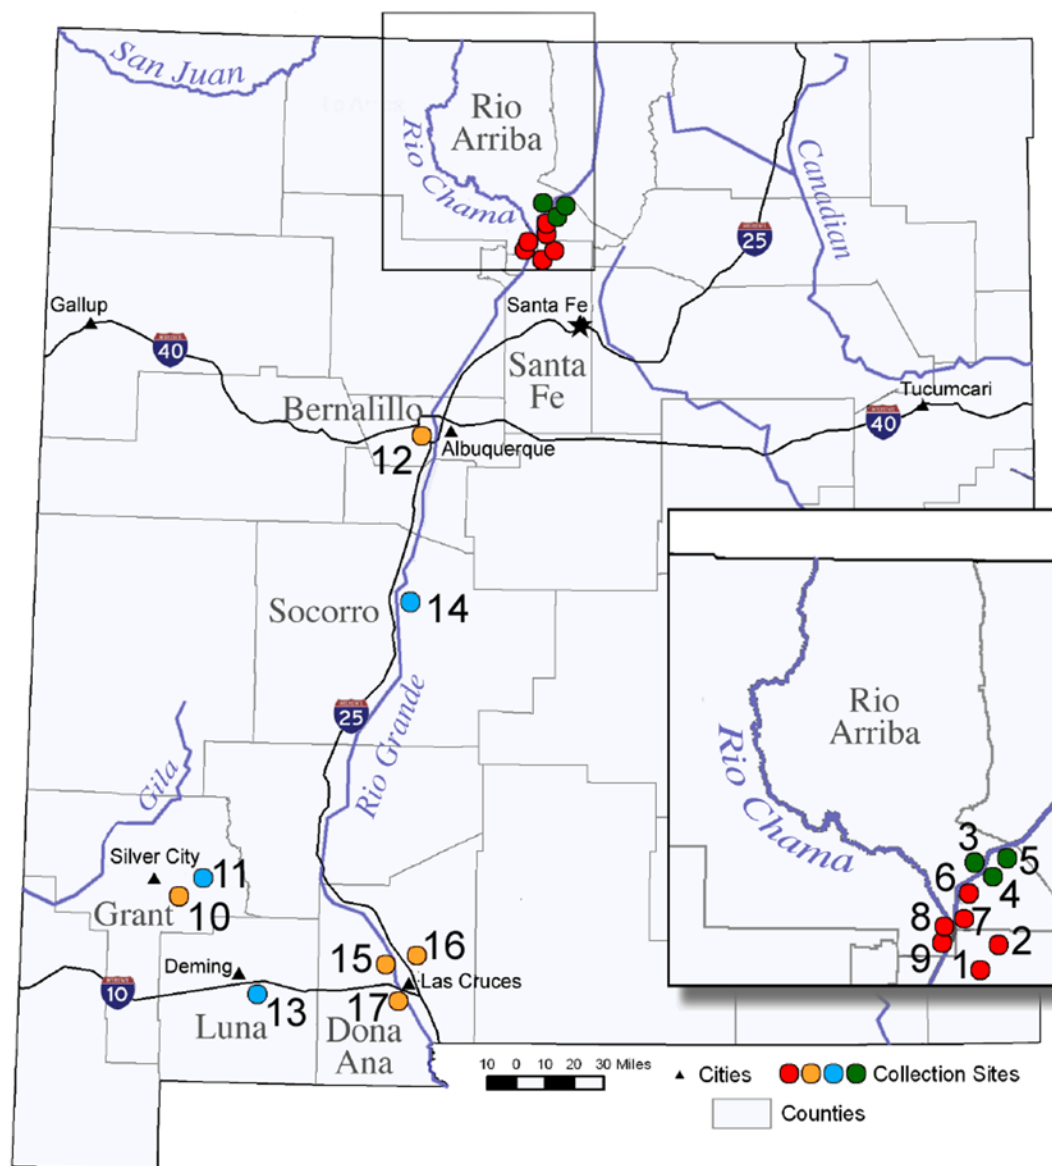 San Juan
Rio
Arriba
Rio Chama
Canadian
25
Gallup
40
Santa Fe
Santa
Fe
Tucumcari
40
Bernalillo
12
Albuquerque
Socorro
14
25
Rio Grande
Gila
Silver City
11
10
Grant
Deming
10
Luna
13
15
16
Las Cruces
17
Dona
Ana
Rio
Arriba
Rio Chama
3
5
6
4
8
7
9
2
1
10 0 10 20 30 Miles
Cities
Collection Sites
Counties